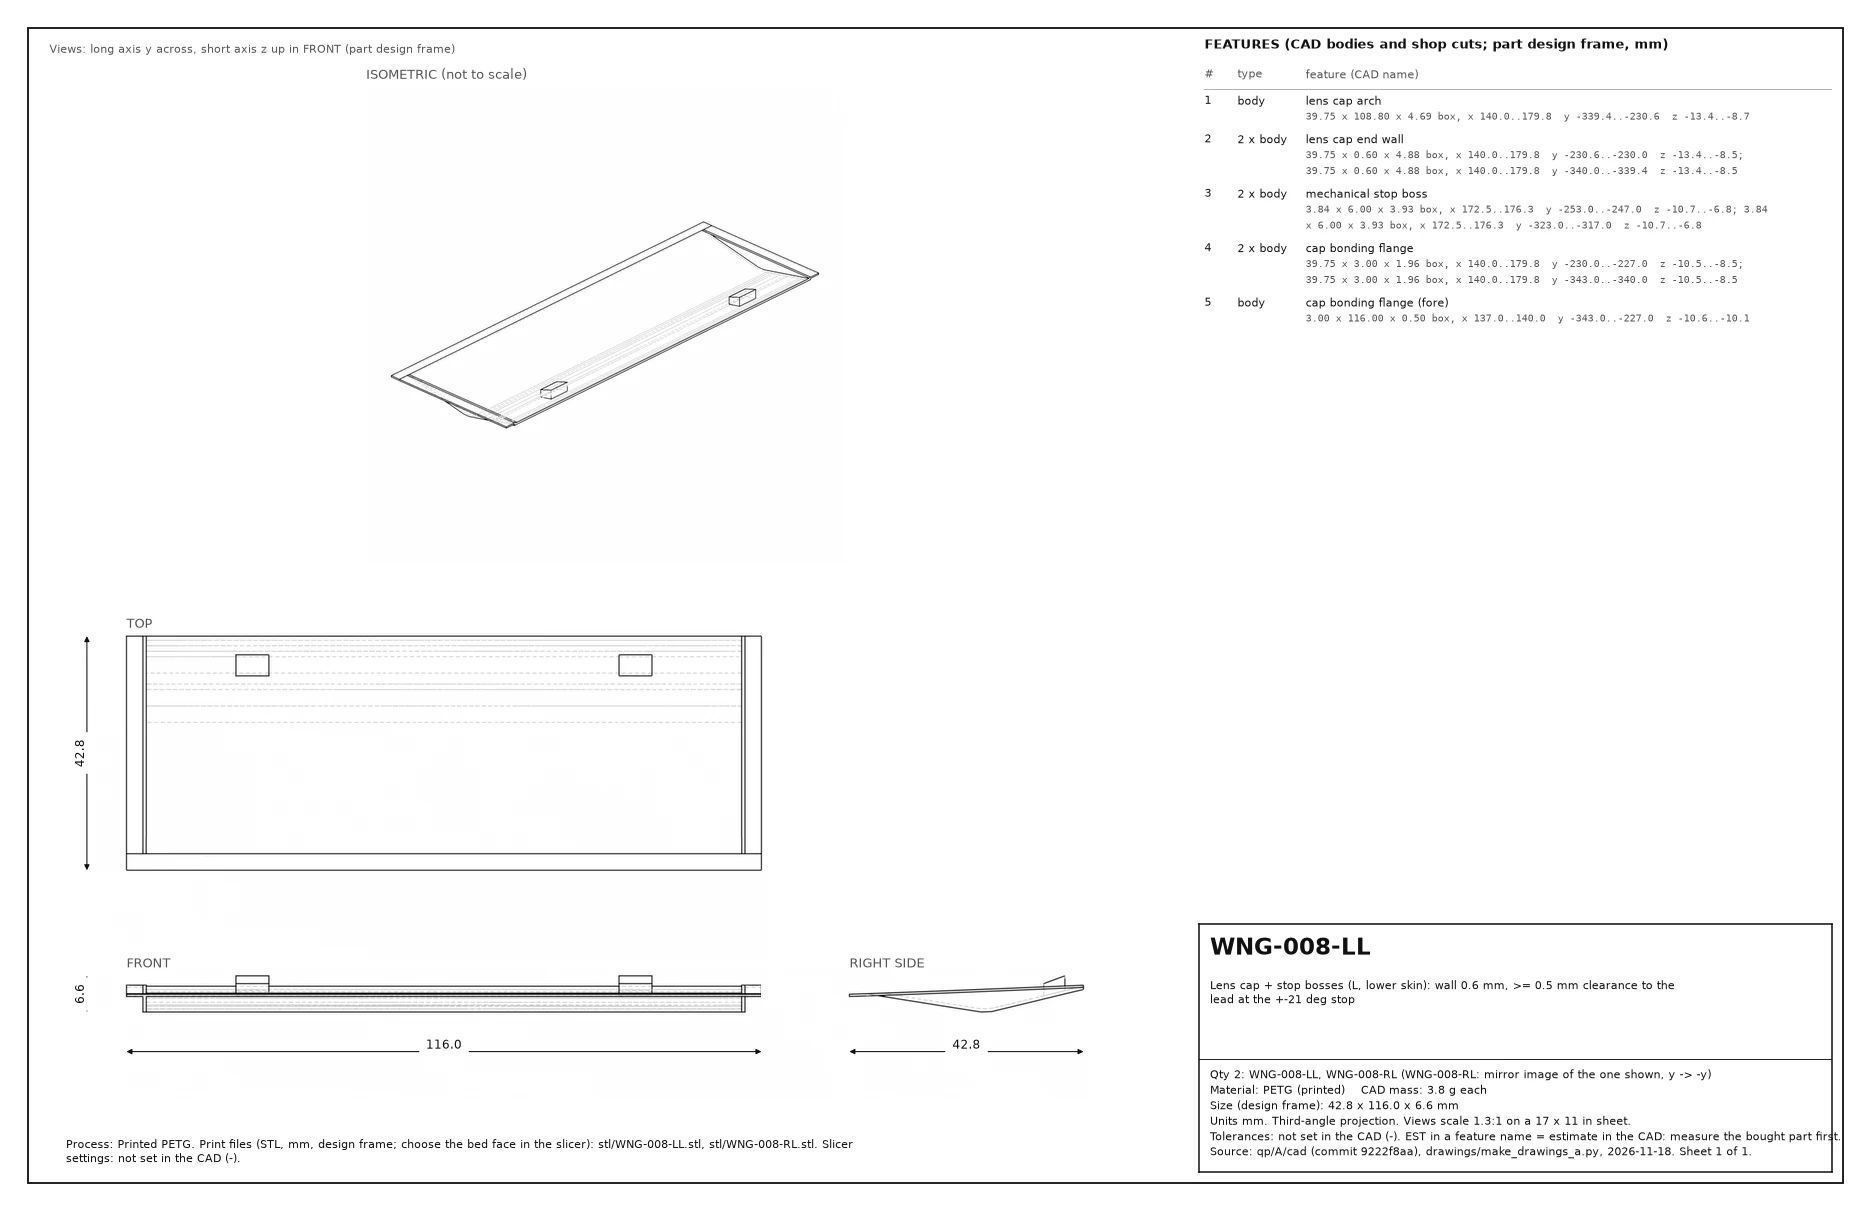 Views: long axis y across, short axis z up in FRONT (part design frame)
ISOMETRIC (not to scale)
TOP
42.8
FRONT
6.6
116.0
RIGHT SIDE
42.8
Process: Printed PETG. Print files (STL, mm, design frame; choose the bed face in the slicer): stl/WNG-008-LL.stl, stl/WNG-008-RL.stl. Slicer
settings: not set in the CAD (-).
FEATURES (CAD bodies and shop cuts; part design frame, mm)
# type feature (CAD name)
1 body lens cap arch
39.75 x 108.80 x 4.69 box, x 140.0..179.8 y -339.4..-230.6 z -13.4..-8.7
2 2 x body lens cap end wall
39.75 x 0.60 x 4.88 box, x 140.0..179.8 y -230.6..-230.0 z -13.4..-8.5;
39.75 x 0.60 x 4.88 box, x 140.0..179.8 y -340.0..-339.4 z -13.4..-8.5
3 2 x body mechanical stop boss
3.84 x 6.00 x 3.93 box, x 172.5..176.3 y -253.0..-247.0 z -10.7..-6.8; 3.84
x 6.00 x 3.93 box, x 172.5..176.3 y -323.0..-317.0 z -10.7..-6.8
4 2 x body cap bonding flange
39.75 x 3.00 x 1.96 box, x 140.0..179.8 y -230.0..-227.0 z -10.5..-8.5;
39.75 x 3.00 x 1.96 box, x 140.0..179.8 y -343.0..-340.0 z -10.5..-8.5
5 body cap bonding flange (fore)
3.00 x 116.00 x 0.50 box, x 137.0..140.0 y -343.0..-227.0 z -10.6..-10.1
WNG-008-LL
Lens cap + stop bosses (L, lower skin): wall 0.6 mm, >= 0.5 mm clearance to the
lead at the +-21 deg stop
Qty 2: WNG-008-LL, WNG-008-RL (WNG-008-RL: mirror image of the one shown, y -> -y)
Material: PETG (printed) CAD mass: 3.8 g each
Size (design frame): 42.8 x 116.0 x 6.6 mm
Units mm. Third-angle projection. Views scale 1.3:1 on a 17 x 11 in sheet.
Tolerances: not set in the CAD (-). EST in a feature name = estimate in the CAD: measure the bought part first.
Source: qp/A/cad (commit 9222f8aa), drawings/make_drawings_a.py, 2026-11-18. Sheet 1 of 1.